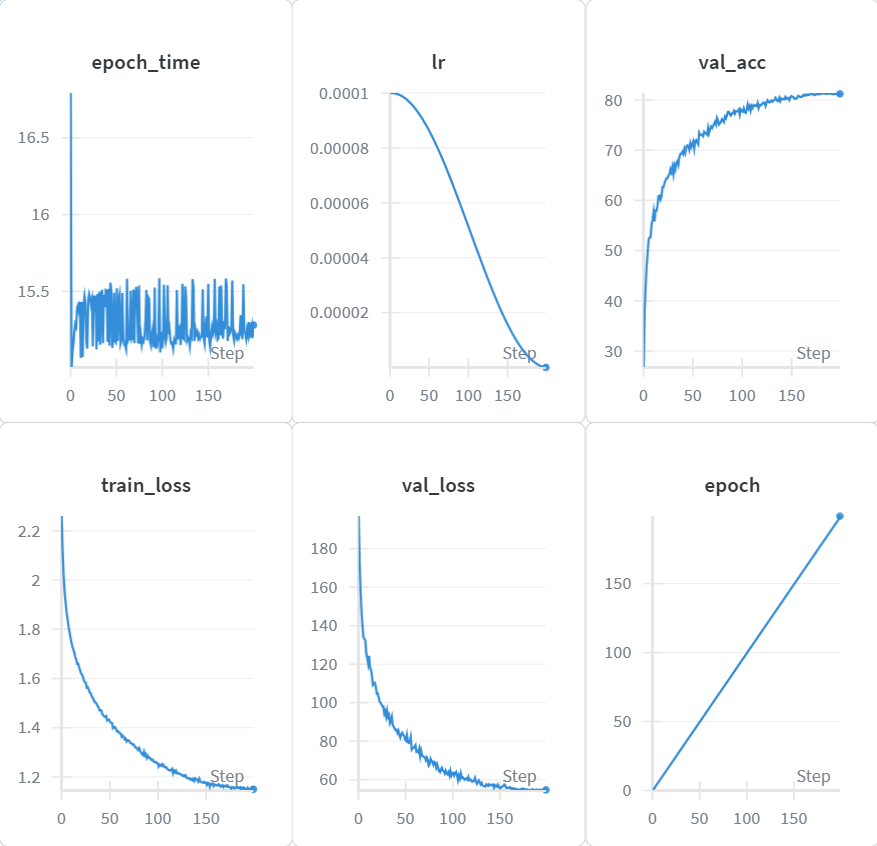 epoch_time
16.5
16
15.5
Step
0 50 100 150
lr
0.0001
0.00008
0.00006
0.00004
0.00002
Step
0 50 100 150
val_acc
80
70
60
50
40
30
Step
0 50 100 150
train_loss
2.2
2
1.8
1.6
1.4
1.2
Step
0 50 100 150
val_loss
180
160
140
120
100
80
60
Step
0 50 100 150
epoch
150
100
50
0
Step
0 50 100 150